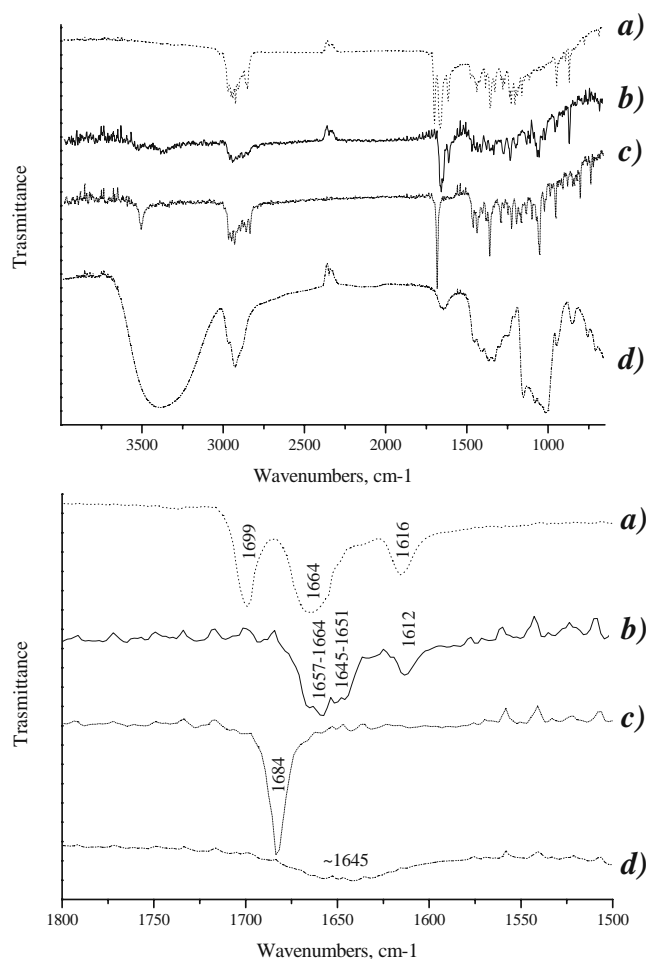 a)
b)
c)
d)
Trasmittance
3500 3000 2500 2000 1500 1000
Wavenumbers, cm-1
a)
1699
1664
1616
b)
1657-1664
1645-1651
1612
c)
1684
~1645
d)
Trasmittance
1800 1750 1700 1650 1600 1550 1500
Wavenumbers, cm-1